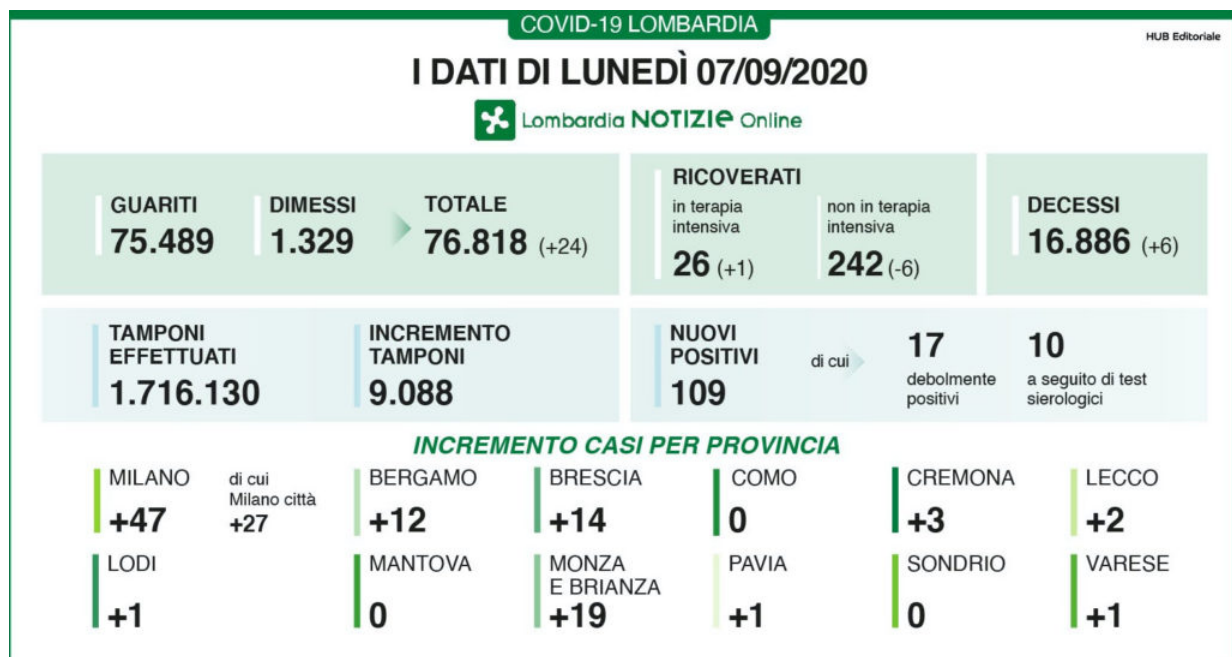 COVID-19 LOMBARDIA
HUB Editoriale
I DATI DI LUNEDÌ 07/09/2020
Lombardia NOTIZIe Online
GUARITI
75.489
DIMESSI
1.329
TOTALE
76.818 (+24)
RICOVERATI
in terapia
intensiva
26 (+1)
non in terapia
intensiva
242 (-6)
DECESSI
16.886 (+6)
TAMPONI
EFFETTUATI
1.716.130
INCREMENTO
TAMPONI
9.088
NUOVI
POSITIVI
109
di cui
17
debolmente
positivi
10
a seguito di test
sierologici
INCREMENTO CASI PER PROVINCIA
MILANO
+47
di cui
Milano città
+27
BERGAMO
+12
BRESCIA
+14
COMO
0
CREMONA
+3
LECCO
+2
LODI
+1
MANTOVA
0
MONZA
E BRIANZA
+19
PAVIA
+1
SONDRIO
0
VARESE
+1